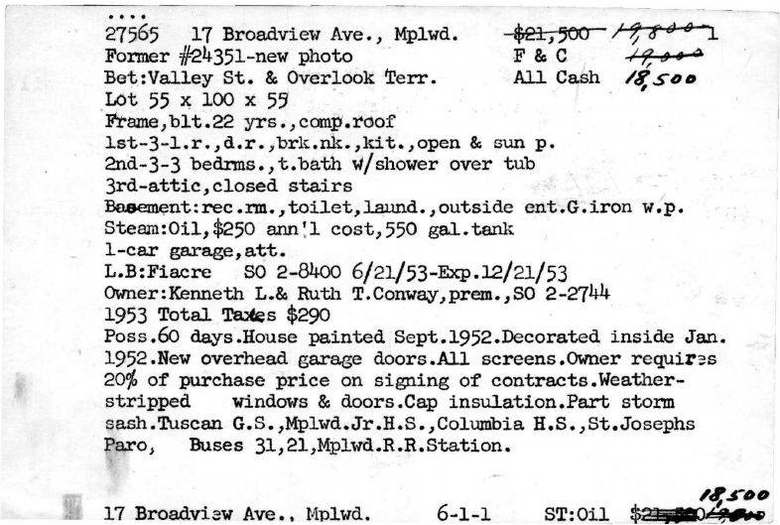 ....
27565 17 Broadview Ave., Mplwd. $21,500 19,800 1
Former #24351-new photo F & C 19,000
Bet:Valley St. & Overlook Terr. All Cash 18,500
Lot 55 x 100 x 55
Frame,blt.22 yrs.,comp.roof
1st-3-l.r.,d.r.,brk.nk.,kit.,open & sun p.
2nd-3-3 bedrms.,t.bath w/shower over tub
3rd-attic,closed stairs
Basement:rec.rm.,toilet,laund.,outside ent.G.iron w.p.
Steam:Oil,$250 ann'l cost,550 gal.tank
1-car garage,att.
L.B:Fiacre SO 2-8400 6/21/53-Exp.12/21/53
Owner:Kenneth L.& Ruth T.Conway,prem.,SO 2-2744
1953 Total Taxes $290
Poss.60 days.House painted Sept.1952.Decorated inside Jan.
1952.New overhead garage doors.All screens.Owner requires
20% of purchase price on signing of contracts.Weather-
stripped windows & doors.Cap insulation.Part storm
sash.Tuscan G.S.,Mplwd.Jr.H.S.,Columbia H.S.,St.Josephs
Paro, Buses 31,21,Mplwd.R.R.Station.
18,500
17 Broadview Ave., Mplwd. 6-1-1 ST:Oil